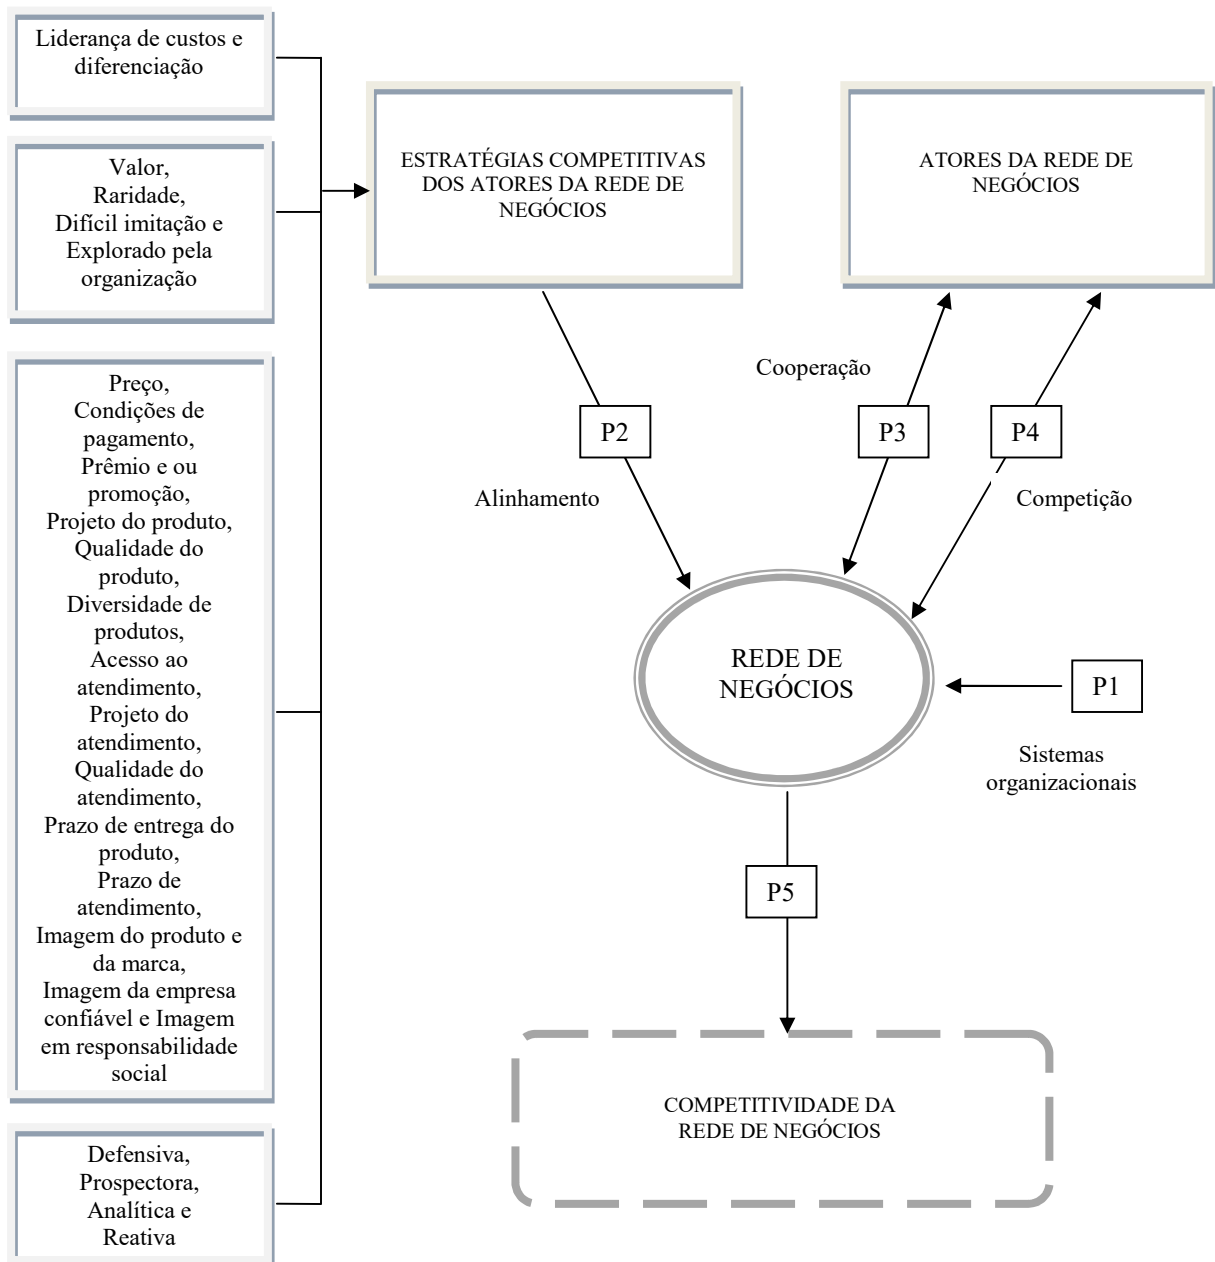 Liderança de custos e
diferenciação
Valor,
Raridade,
Difícil imitação e
Explorado pela
organização
Preço,
Condições de
pagamento,
Prêmio e ou
promoção,
Projeto do produto,
Qualidade do
produto,
Diversidade de
produtos,
Acesso ao
atendimento,
Projeto do
atendimento,
Qualidade do
atendimento,
Prazo de entrega do
produto,
Prazo de
atendimento,
Imagem do produto e
da marca,
Imagem da empresa
confiável e Imagem
em responsabilidade
social
Defensiva,
Prospectora,
Analítica e
Reativa
ESTRATÉGIAS COMPETITIVAS
DOS ATORES DA REDE DE
NEGÓCIOS
ATORES DA REDE DE
NEGÓCIOS
Cooperação
P2
P3
P4
Alinhamento
Competição
REDE DE
NEGÓCIOS
P1
Sistemas
organizacionais
P5
COMPETITIVIDADE DA
REDE DE NEGÓCIOS